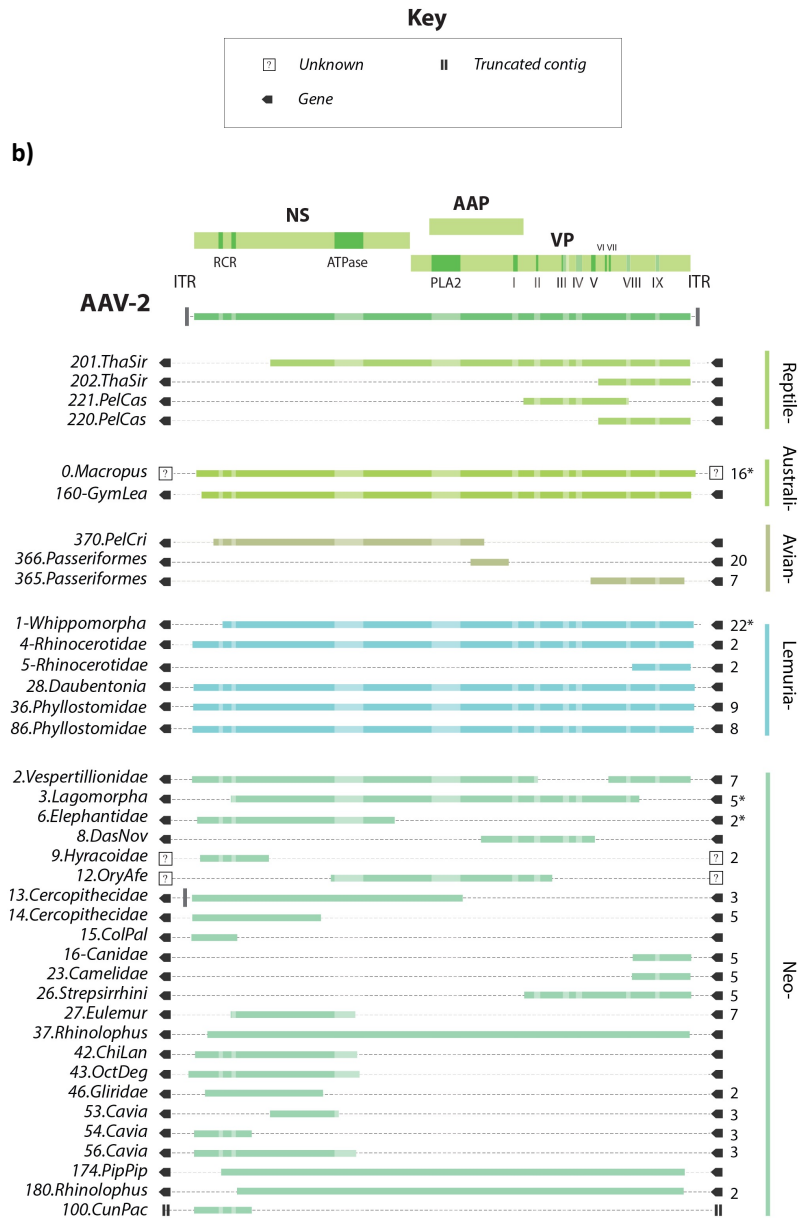 Key
? Unknown
Truncated contig
Gene
b)
NS
AAP
VP
VI VII
RCR
ATPase
PLA2
I II III IV V VIII IX
ITR
ITR
AAV-2
201.ThaSir
202.ThaSir
221.PelCas
220.PelCas
Reptile-
0.Macropus ? ? 16*
160-GymLea
Australi-
370.PelCri
366.Passeriformes 20
365.Passeriformes 7
Avian-
1-Whippomorpha 22*
4-Rhinocerotidae 2
5-Rhinocerotidae 2
28.Daubentonia
36.Phyllostomidae 9
86.Phyllostomidae 8
Lemuria-
2.Vespertillionidae 7
3.Lagomorpha 5*
6.Elephantidae 2*
8.DasNov
9.Hyracoidae ? ? 2
12.OryAfe ? ?
13.Cercopithecidae 3
14.Cercopithecidae 5
15.ColPal
16-Canidae 5
23.Camelidae 5
26.Strepsirrhini 5
27.Eulemur 7
37.Rhinolophus
42.ChiLan
43.OctDeg
46.Gliridae 2
53.Cavia 3
54.Cavia 3
56.Cavia 3
174.PipPip
180.Rhinolophus 2
100.CunPac
Neo-